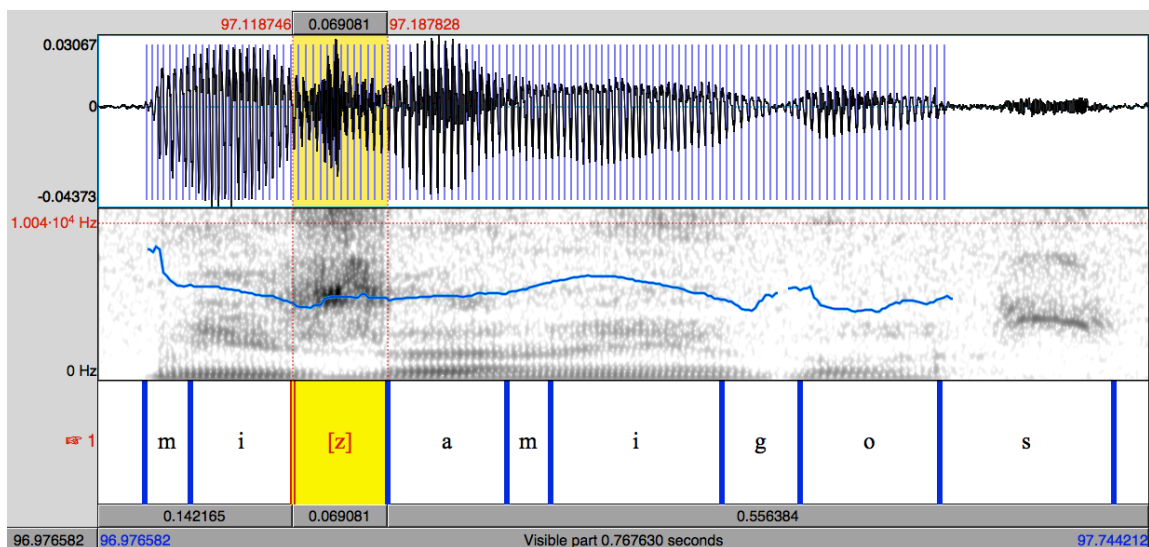 97.118746 0.069081 97.187828
0.03067
0
-0.04373
1.004·10⁴ Hz
0 Hz
☞ 1 m i [z] a m i g o s
0.142165 0.069081 0.556384
96.976582 96.976582 Visible part 0.767630 seconds 97.744212